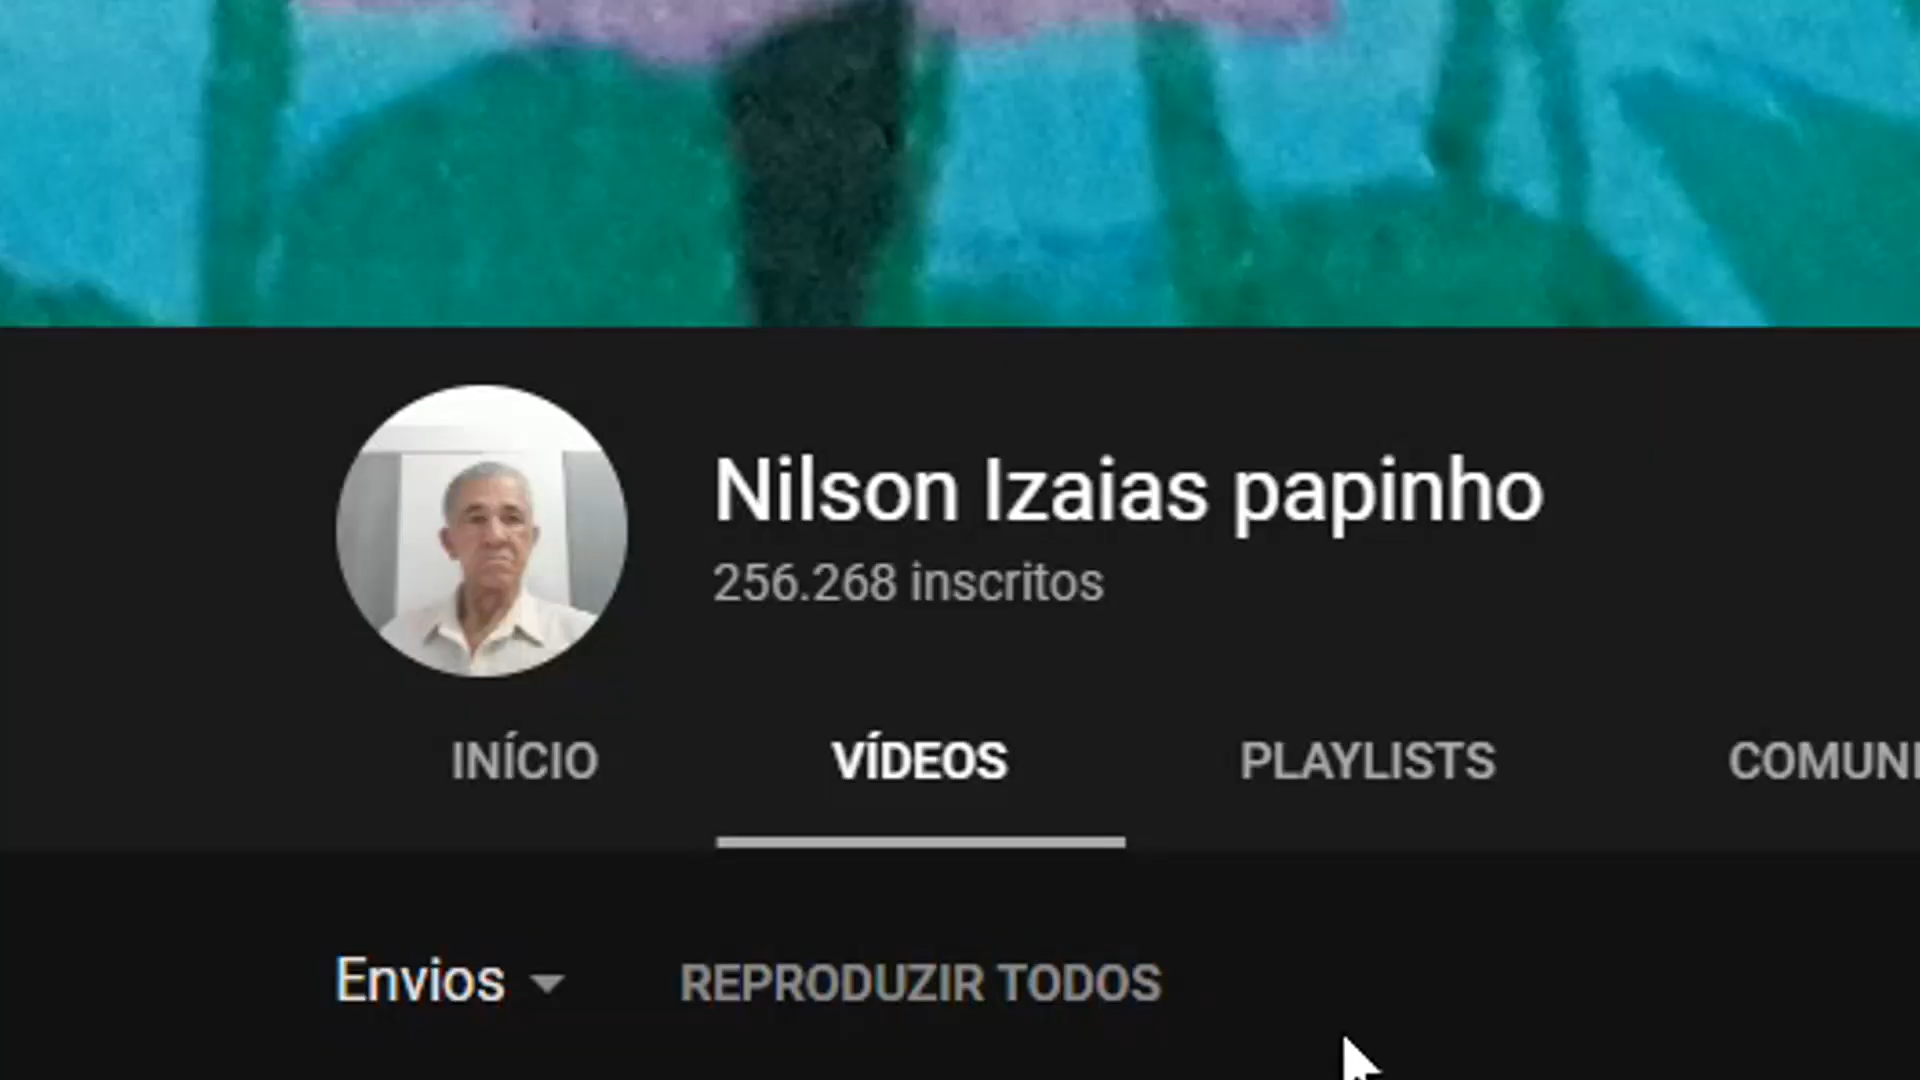 Nilson Izaias papinho
256.268 inscritos
INÍCIO VÍDEOS PLAYLISTS COMUNI
Envios REPRODUZIR TODOS